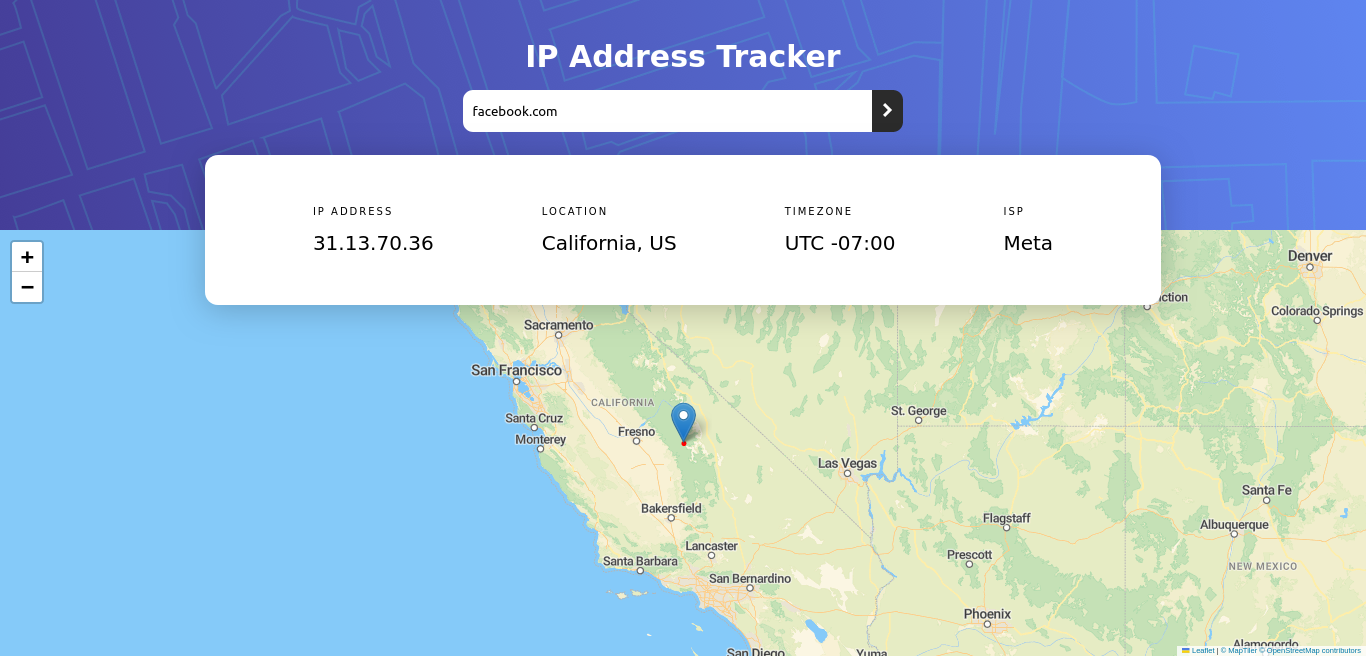 IP Address Tracker
facebook.com
IP ADDRESS
LOCATION
TIMEZONE
ISP
31.13.70.36
California, US
UTC -07:00
Meta
+
−
Denver
Colorado Springs
Sacramento
San Francisco
CALIFORNIA
Santa Cruz
Monterey
Fresno
St. George
Las Vegas
Bakersfield
Santa Fe
Flagstaff
Albuquerque
Lancaster
Prescott
Santa Barbara
San Bernardino
NEW MEXICO
Phoenix
Alamogordo
San Diego
Yuma
Leaflet | © MapTiler © OpenStreetMap contributors